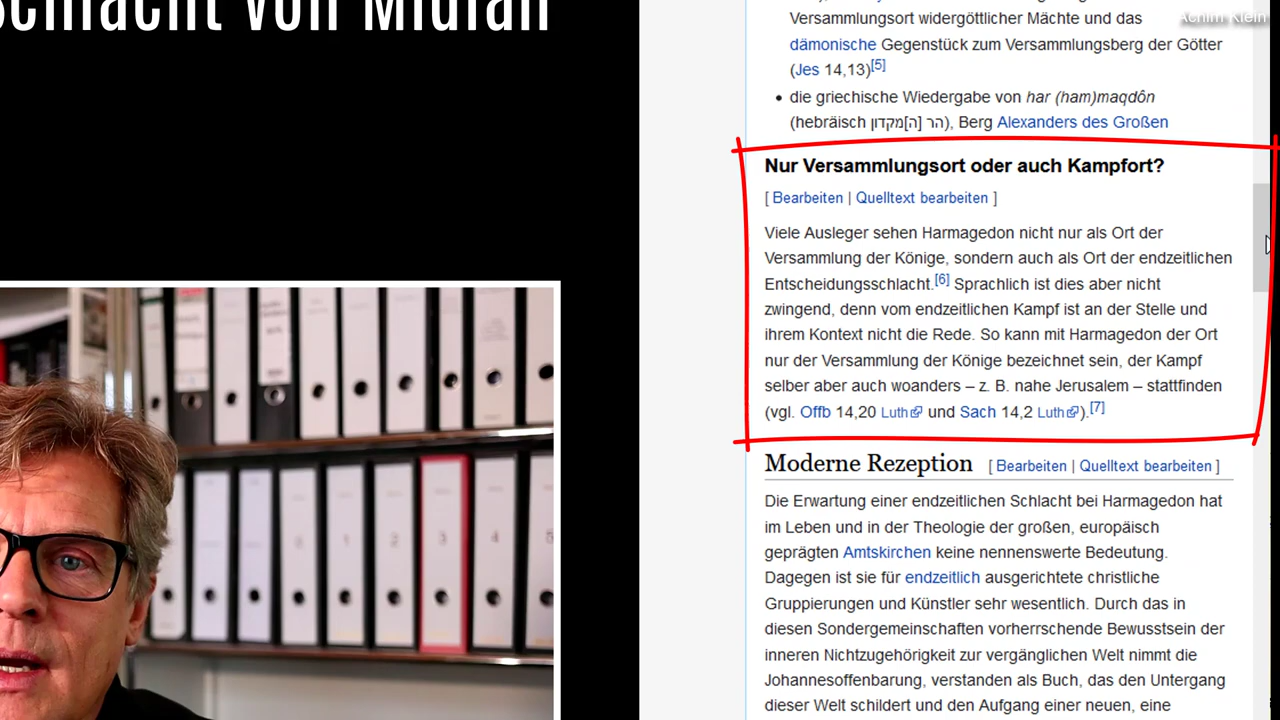 schlacht von Midian
Achim Klein
Versammlungsort widergöttlicher Mächte und das
dämonische Gegenstück zum Versammlungsberg der Götter
(Jes 14,13)[5]
• die griechische Wiedergabe von har (ham)maqdôn
(hebräisch הר [ה]מקדון), Berg Alexanders des Großen
Nur Versammlungsort oder auch Kampfort?
[ Bearbeiten | Quelltext bearbeiten ]
Viele Ausleger sehen Harmagedon nicht nur als Ort der
Versammlung der Könige, sondern auch als Ort der endzeitlichen
Entscheidungsschlacht.[6] Sprachlich ist dies aber nicht
zwingend, denn vom endzeitlichen Kampf ist an der Stelle und
ihrem Kontext nicht die Rede. So kann mit Harmagedon der Ort
nur der Versammlung der Könige bezeichnet sein, der Kampf
selber aber auch woanders – z. B. nahe Jerusalem – stattfinden
(vgl. Offb 14,20 Luth und Sach 14,2 Luth).[7]
Moderne Rezeption [ Bearbeiten | Quelltext bearbeiten ]
Die Erwartung einer endzeitlichen Schlacht bei Harmagedon hat
im Leben und in der Theologie der großen, europäisch
geprägten Amtskirchen keine nennenswerte Bedeutung.
Dagegen ist sie für endzeitlich ausgerichtete christliche
Gruppierungen und Künstler sehr wesentlich. Durch das in
diesen Sondergemeinschaften vorherrschende Bewusstsein der
inneren Nichtzugehörigkeit zur vergänglichen Welt nimmt die
Johannesoffenbarung, verstanden als Buch, das den Untergang
dieser Welt schildert und den Aufgang einer neuen, eine